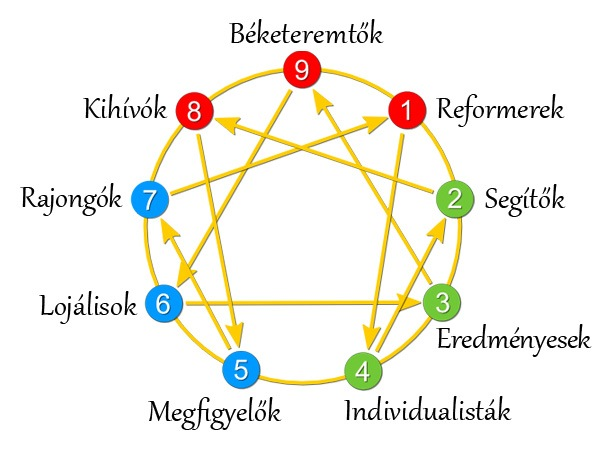 Béketeremtők
9
Kihívók 8
1 Reformerek
Rajongók 7
2 Segítők
Lojálisok 6
3
Eredményesek
5
4
Megfigyelők
Individualisták